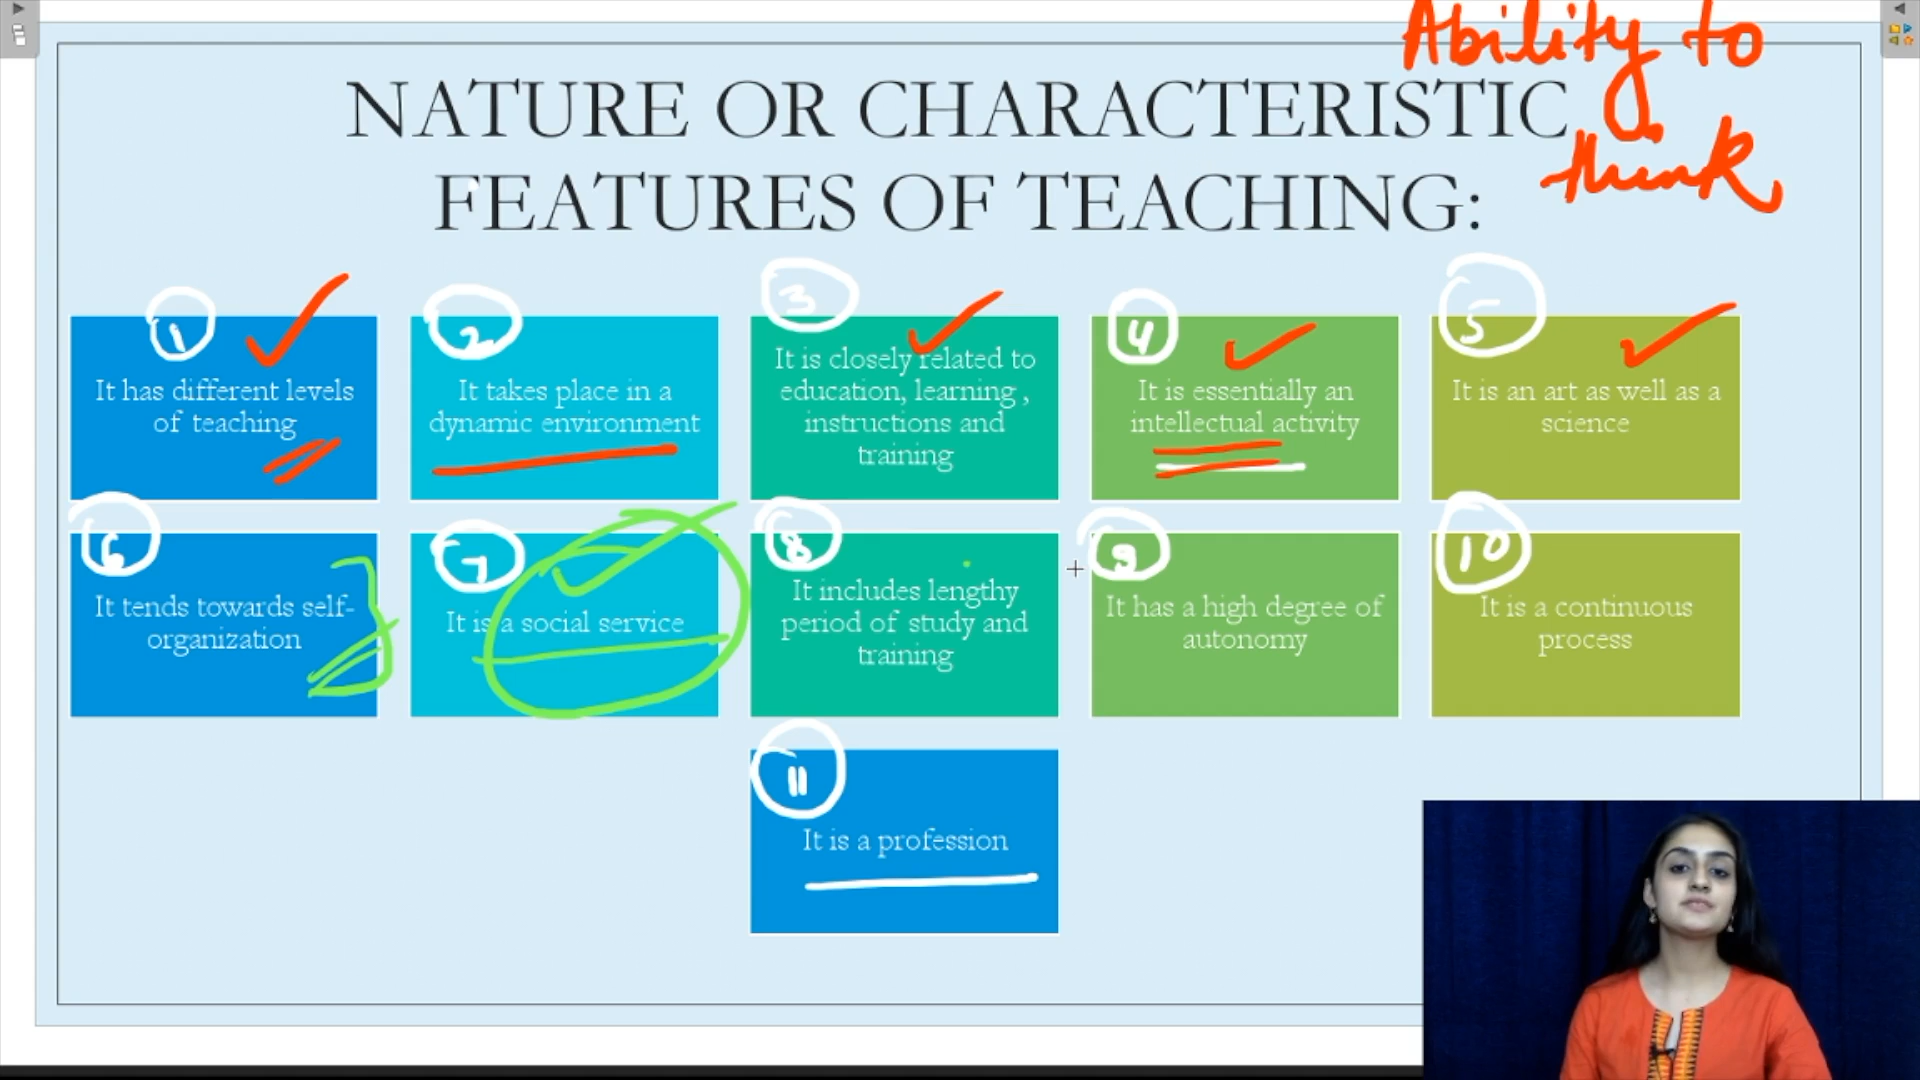 Ability to
think
NATURE OR CHARACTERISTIC
FEATURES OF TEACHING:
1
It has different levels
of teaching
2
It takes place in a
dynamic environment
3
It is closely related to
education, learning ,
instructions and
training
4
It is essentially an
intellectual activity
5
It is an art as well as a
science
6
It tends towards self-
organization
7
It is a social service
8
It includes lengthy
period of study and
training
9
It has a high degree of
autonomy
10
It is a continuous
process
11
It is a profession